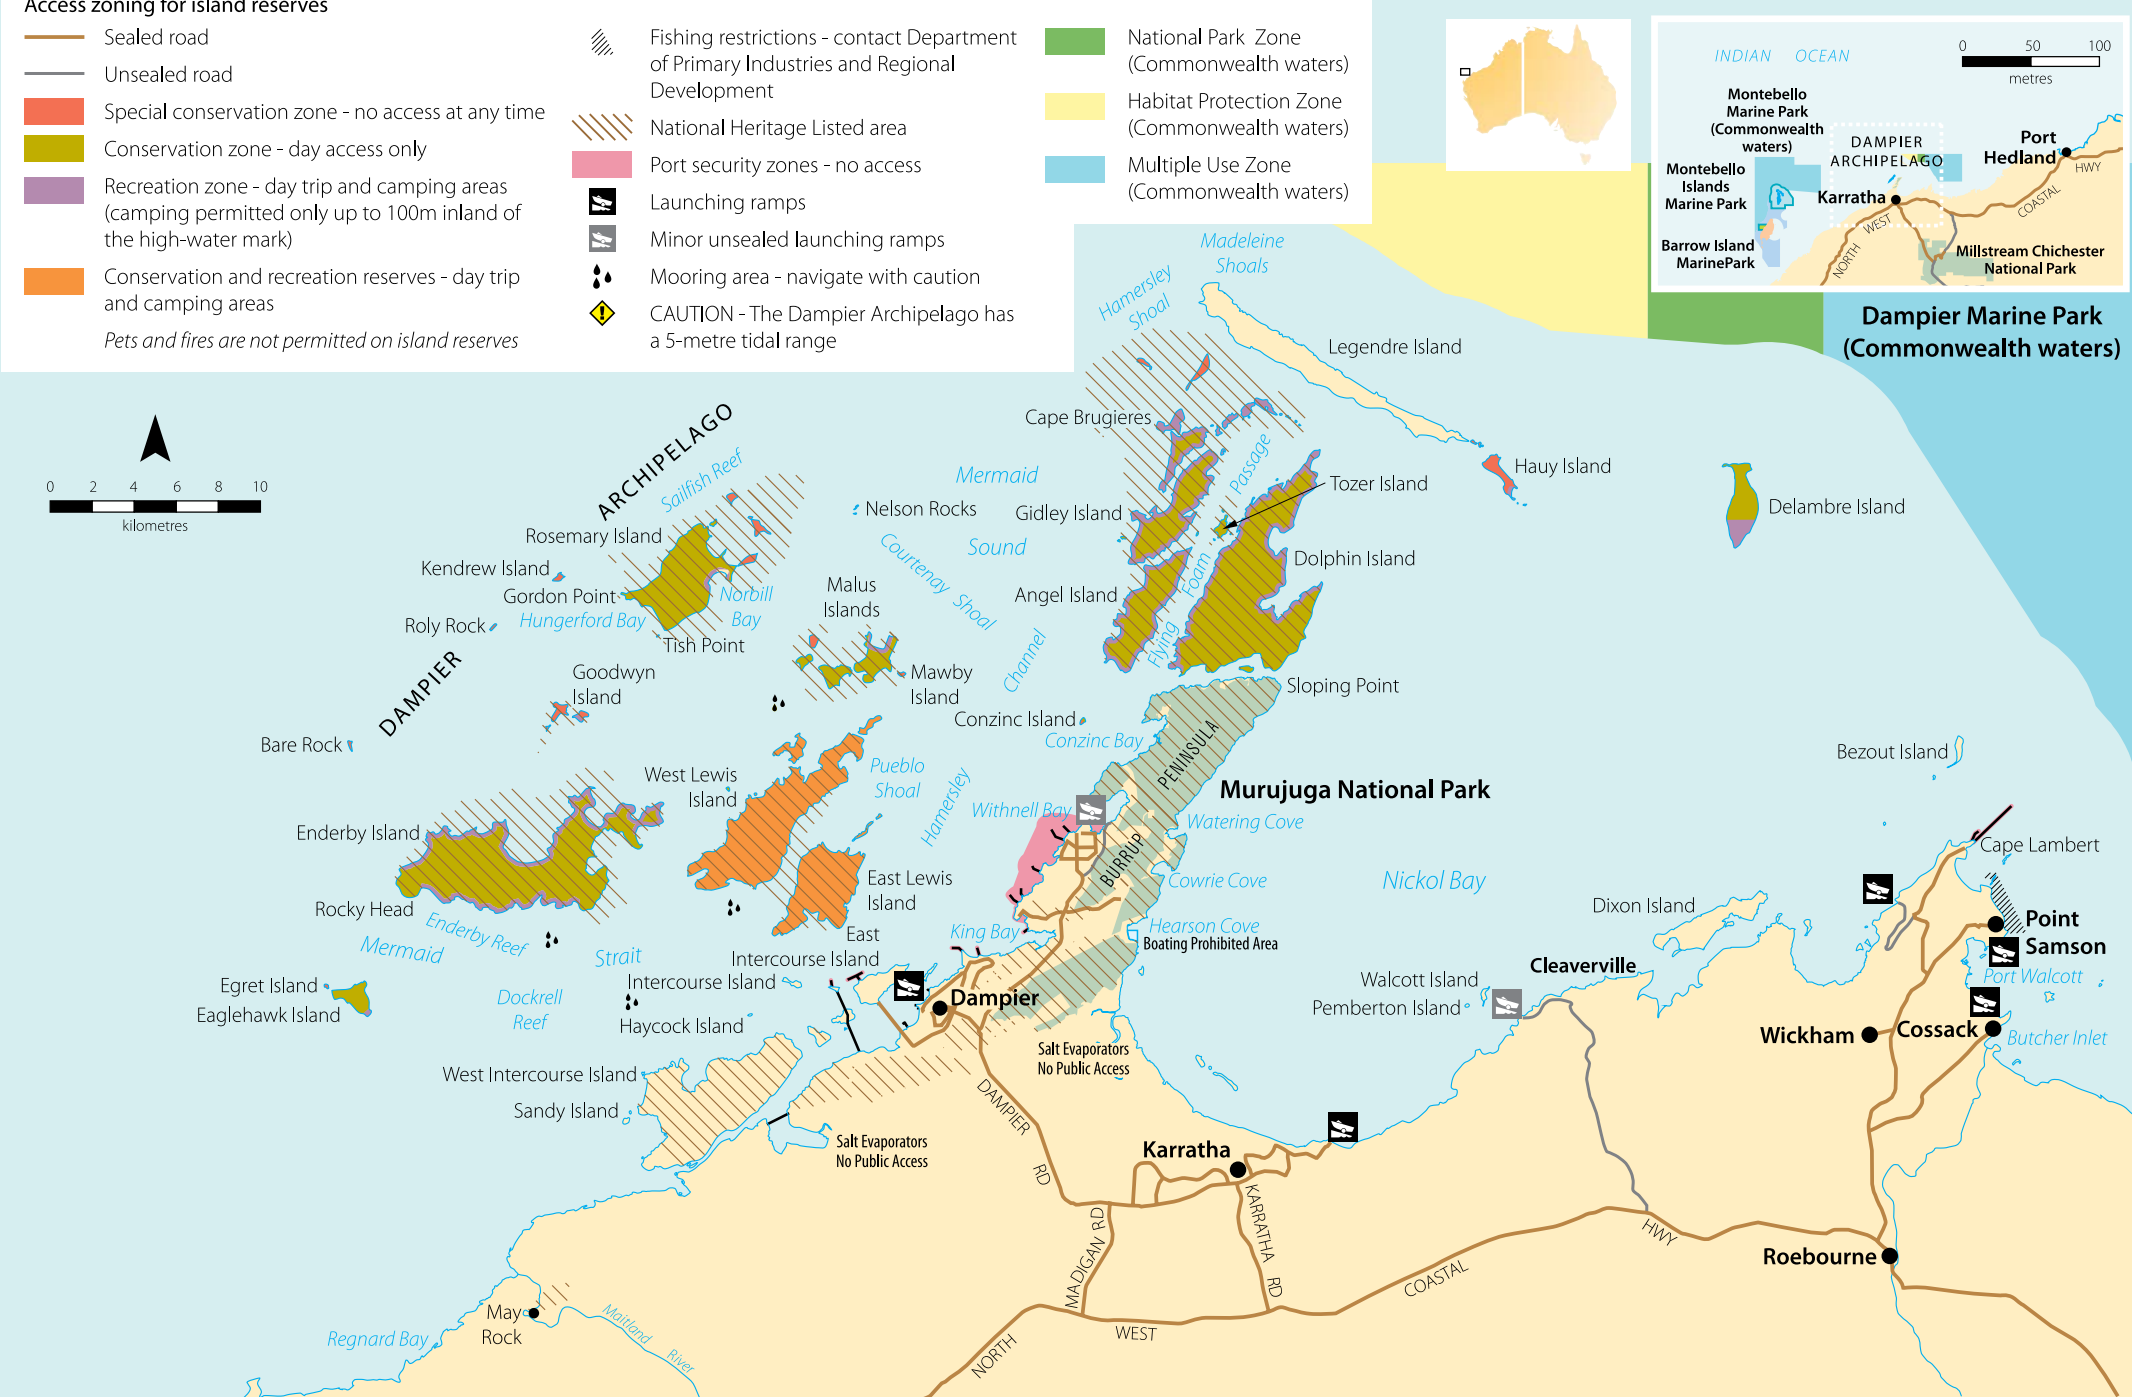 Access zoning for island reserves
Sealed road
Unsealed road
Special conservation zone - no access at any time
Conservation zone - day access only
Recreation zone - day trip and camping areas
(camping permitted only up to 100m inland of
the high-water mark)
Conservation and recreation reserves - day trip
and camping areas
Pets and fires are not permitted on island reserves
Fishing restrictions - contact Department
of Primary Industries and Regional
Development
National Heritage Listed area
Port security zones - no access
Launching ramps
Minor unsealed launching ramps
Mooring area - navigate with caution
CAUTION - The Dampier Archipelago has
a 5-metre tidal range
National Park Zone
(Commonwealth waters)
Habitat Protection Zone
(Commonwealth waters)
Multiple Use Zone
(Commonwealth waters)
INDIAN OCEAN
0 50 100
metres
Montebello
Marine Park
(Commonwealth
waters)
DAMPIER
ARCHIPELAGO
Port
Hedland
HWY
Montebello
Islands
Marine Park
Karratha
COASTAL
WEST
NORTH
Barrow Island
MarinePark
Millstream Chichester
National Park
Dampier Marine Park
(Commonwealth waters)
Madeleine
Shoals
Hamersley
Shoal
Legendre Island
Cape Brugieres
Hauy Island
Delambre Island
Tozer Island
Passage
Foam
Flying
Gidley Island
Dolphin Island
Angel Island
Mermaid
Sound
Nelson Rocks
Courtenay Shoal
Channel
0 2 4 6 8 10
kilometres
ARCHIPELAGO
DAMPIER
Sailfish Reef
Rosemary Island
Kendrew Island
Gordon Point
Hungerford Bay
Norbill
Bay
Roly Rock
Tish Point
Malus
Islands
Goodwyn
Island
Mawby
Island
Sloping Point
Conzinc Island
Conzinc Bay
Bare Rock
West Lewis
Island
Pueblo
Shoal
Hamersley
Withnell Bay
PENINSULA
BURRUP
Murujuga National Park
Watering Cove
Bezout Island
Enderby Island
Cape Lambert
Cowrie Cove
Nickol Bay
East Lewis
Island
Rocky Head
Enderby Reef
Mermaid
Strait
King Bay
Hearson Cove
Boating Prohibited Area
Dixon Island
Point
Samson
East
Intercourse Island
Intercourse Island
Cleaverville
Walcott Island
Pemberton Island
Port Walcott
Egret Island
Eaglehawk Island
Dockrell
Reef
Haycock Island
Dampier
Wickham
Cossack
Butcher Inlet
Salt Evaporators
No Public Access
West Intercourse Island
Sandy Island
DAMPIER
RD
Salt Evaporators
No Public Access
Karratha
KARRATHA
RD
MADIGAN RD
HWY
COASTAL
WEST
NORTH
Roebourne
May
Rock
Maitland
River
Regnard Bay